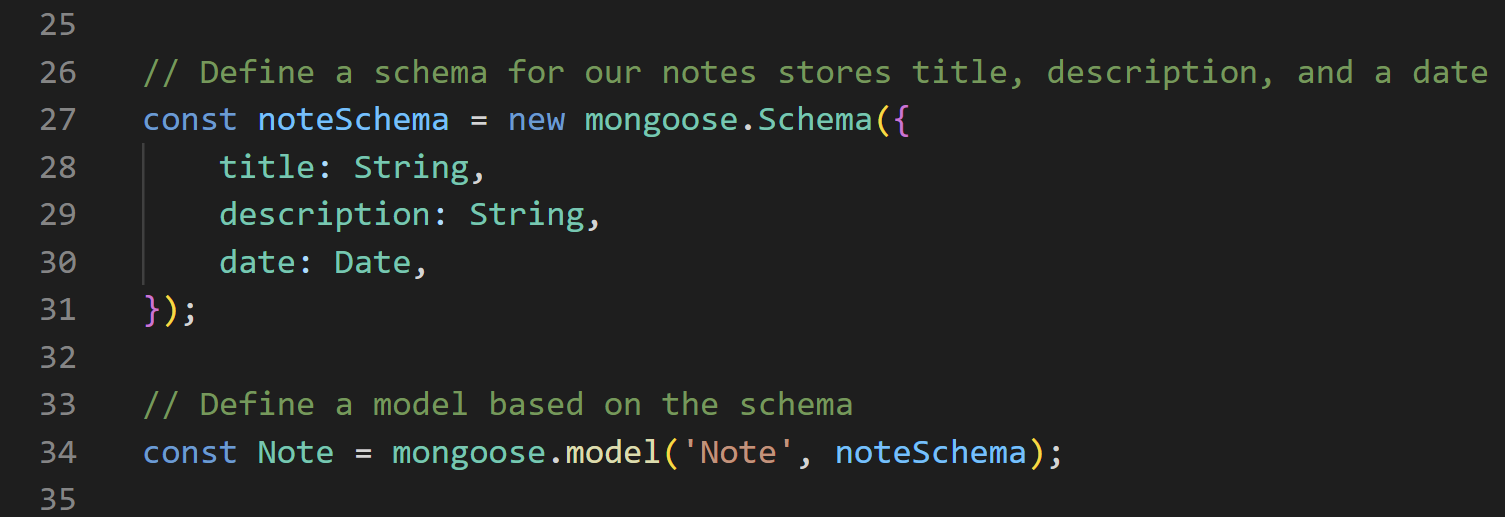 25
26 // Define a schema for our notes stores title, description, and a date
27 const noteSchema = new mongoose.Schema({
28     title: String,
29     description: String,
30     date: Date,
31 });
32
33 // Define a model based on the schema
34 const Note = mongoose.model('Note', noteSchema);
35